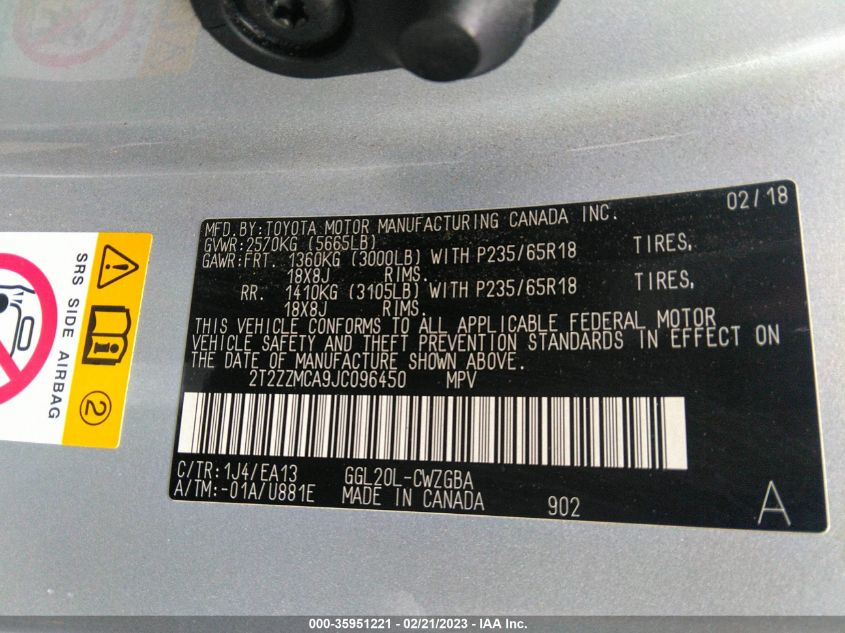 02/18
MFD.BY:TOYOTA MOTOR MANUFACTURING CANADA INC.
GVWR:2570KG (5665LB)
GAWR:FRT. 1360KG (3000LB) WITH P235/65R18 TIRES,
18X8J RIMS.
RR. 1410KG (3105LB) WITH P235/65R18 TIRES,
18X8J RIMS.
THIS VEHICLE CONFORMS TO ALL APPLICABLE FEDERAL MOTOR
VEHICLE SAFETY AND THEFT PREVENTION STANDARDS IN EFFECT ON
THE DATE OF MANUFACTURE SHOWN ABOVE.
2T2ZZMCA9JC096450 MPV
C/TR:1J4/EA13 GGL20L-CWZGBA
A/TM:-01A/U881E MADE IN CANADA 902 A
SRS SIDE AIRBAG
2
000-35951221 - 02/21/2023 - IAA Inc.